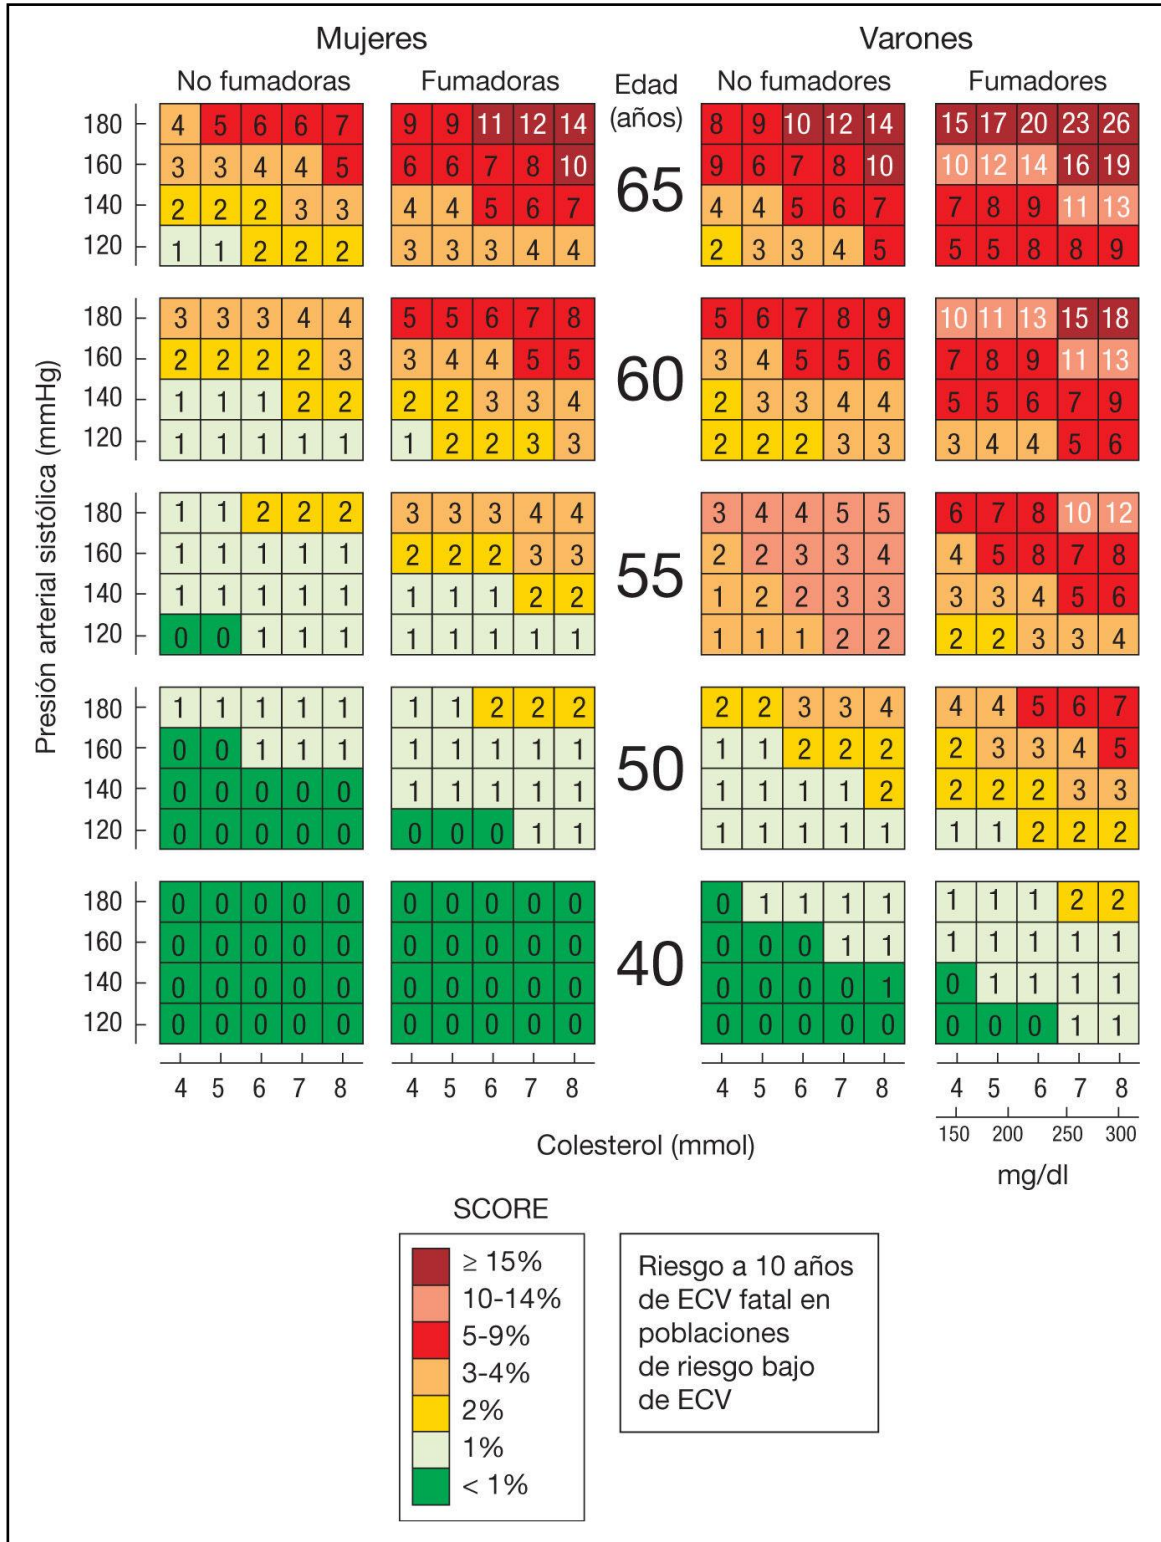 Mujeres Varones
No fumadoras Fumadoras Edad (años) No fumadores Fumadores
Presión arterial sistólica (mmHg)
65
180 4 5 6 6 7 9 9 11 12 14 8 9 10 12 14 15 17 20 23 26
160 3 3 4 4 5 6 6 7 8 10 9 6 7 8 10 10 12 14 16 19
140 2 2 2 3 3 4 4 5 6 7 4 4 5 6 7 7 8 9 11 13
120 1 1 2 2 2 3 3 3 4 4 2 3 3 4 5 5 5 8 8 9
60
180 3 3 3 4 4 5 5 6 7 8 5 6 7 8 9 10 11 13 15 18
160 2 2 2 2 3 3 4 4 5 5 3 4 5 5 6 7 8 9 11 13
140 1 1 1 2 2 2 2 3 3 4 2 3 3 4 4 5 5 6 7 9
120 1 1 1 1 1 1 2 2 3 3 2 2 2 3 3 3 4 4 5 6
55
180 1 1 2 2 2 3 3 3 4 4 3 4 4 5 5 6 7 8 10 12
160 1 1 1 1 1 2 2 2 3 3 2 2 3 3 4 4 5 8 7 8
140 1 1 1 1 1 1 1 1 2 2 1 2 2 3 3 3 3 4 5 6
120 0 0 1 1 1 1 1 1 1 1 1 1 1 2 2 2 2 3 3 4
50
180 1 1 1 1 1 1 1 2 2 2 2 2 3 3 4 4 4 5 6 7
160 0 0 1 1 1 1 1 1 1 1 1 1 2 2 2 2 3 3 4 5
140 0 0 0 0 0 1 1 1 1 1 1 1 1 1 2 2 2 2 3 3
120 0 0 0 0 0 0 0 0 1 1 1 1 1 1 1 1 1 2 2 2
40
180 0 0 0 0 0 0 0 0 0 0 0 1 1 1 1 1 1 1 2 2
160 0 0 0 0 0 0 0 0 0 0 0 0 0 1 1 1 1 1 1 1
140 0 0 0 0 0 0 0 0 0 0 0 0 0 0 1 0 1 1 1 1
120 0 0 0 0 0 0 0 0 0 0 0 0 0 0 0 0 0 0 1 1
4 5 6 7 8 4 5 6 7 8 4 5 6 7 8 4 5 6 7 8
150 200 250 300
Colesterol (mmol)
mg/dl
SCORE
≥ 15%
10-14%
5-9%
3-4%
2%
1%
< 1%
Riesgo a 10 años
de ECV fatal en
poblaciones
de riesgo bajo
de ECV